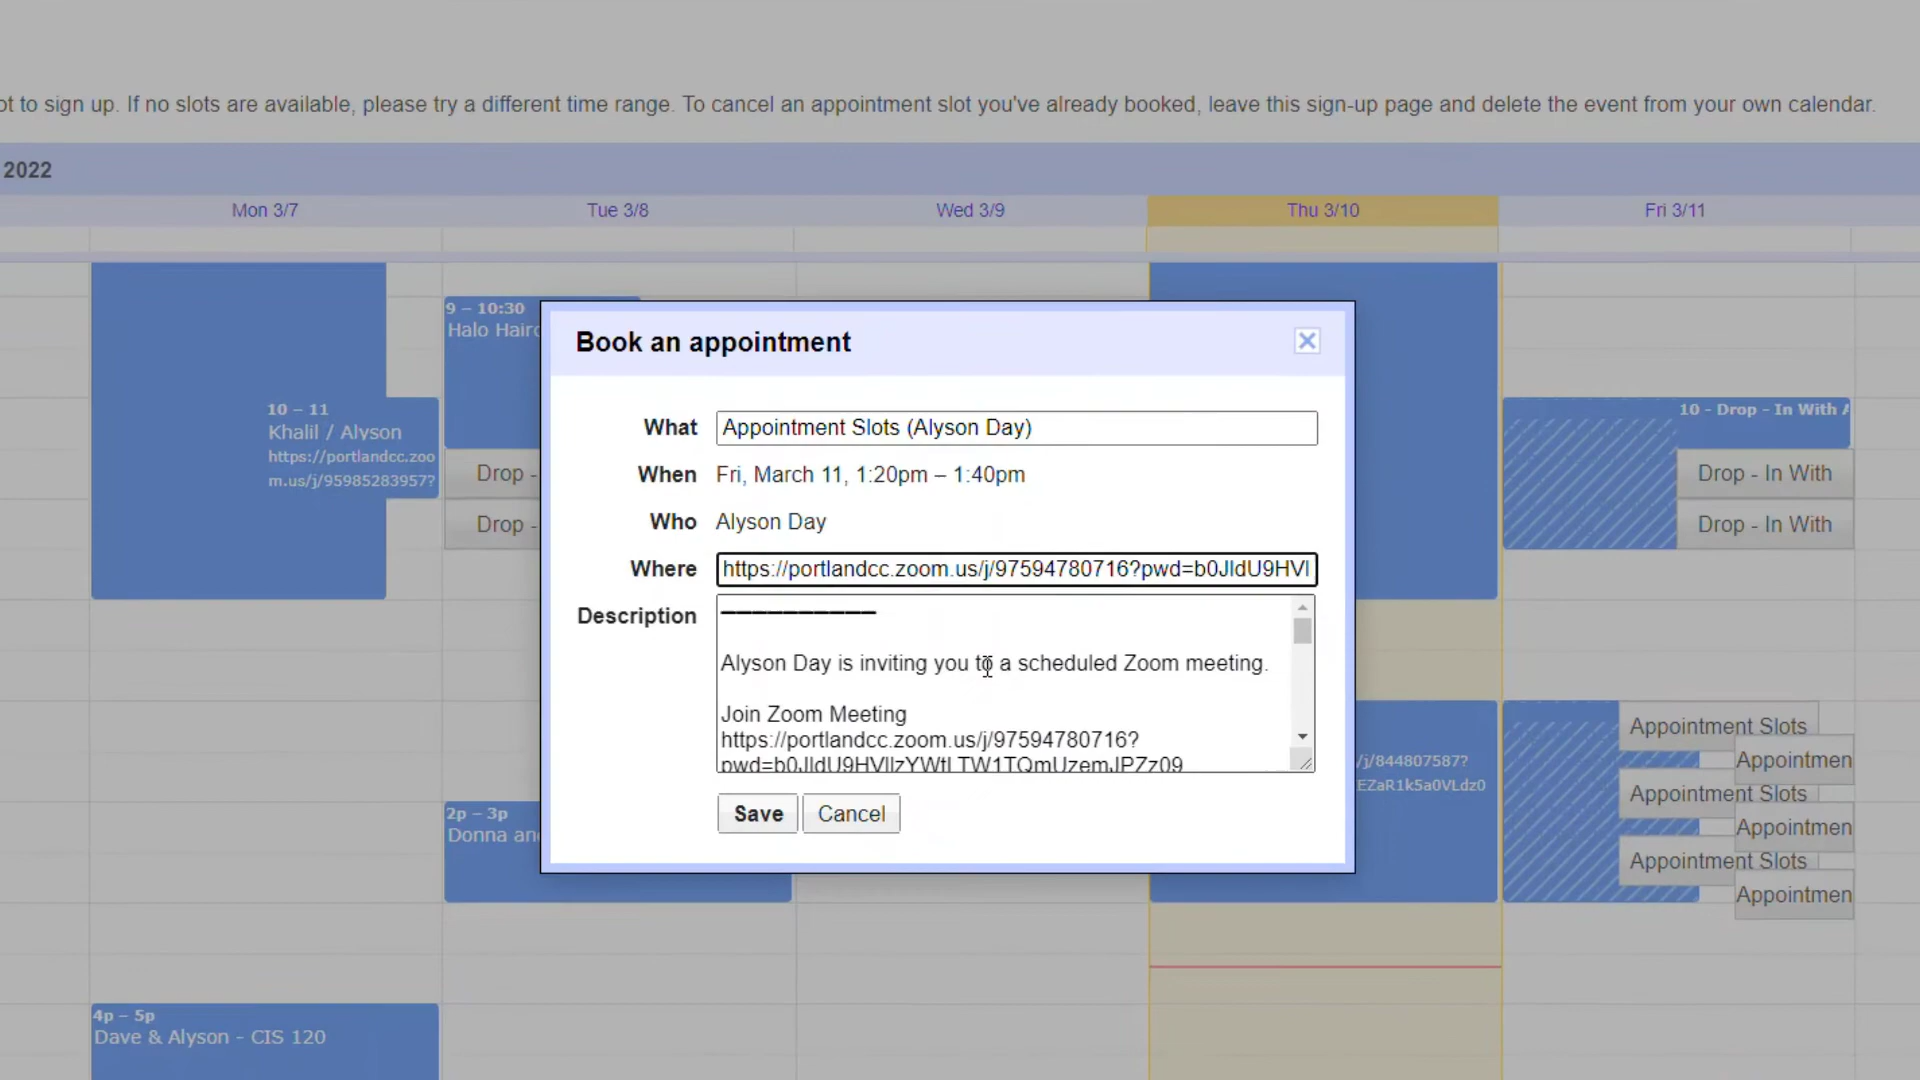 ot to sign up. If no slots are available, please try a different time range. To cancel an appointment slot you've already booked, leave this sign-up page and delete the event from your own calendar.
2022
Mon 3/7
Tue 3/8
Wed 3/9
Thu 3/10
Fri 3/11
10 – 11
Khalil / Alyson
https://portlandcc.zoo
m.us/j/95985283957?
4p – 5p
Dave & Alyson - CIS 120
9 – 10:30
Halo Hairc
Drop -
Drop -
2p – 3p
Donna an
Book an appointment
What Appointment Slots (Alyson Day)
When Fri, March 11, 1:20pm – 1:40pm
Who Alyson Day
Where https://portlandcc.zoom.us/j/97594780716?pwd=b0JldU9HVl
Description
Alyson Day is inviting you to a scheduled Zoom meeting.
Join Zoom Meeting
https://portlandcc.zoom.us/j/97594780716?
Save
Cancel
/j/844807587?
EZaR1k5a0VLdz0
10 - Drop - In With
Drop - In With
Drop - In With
Appointment Slots
Appointmen
Appointment Slots
Appointmen
Appointment Slots
Appointmen